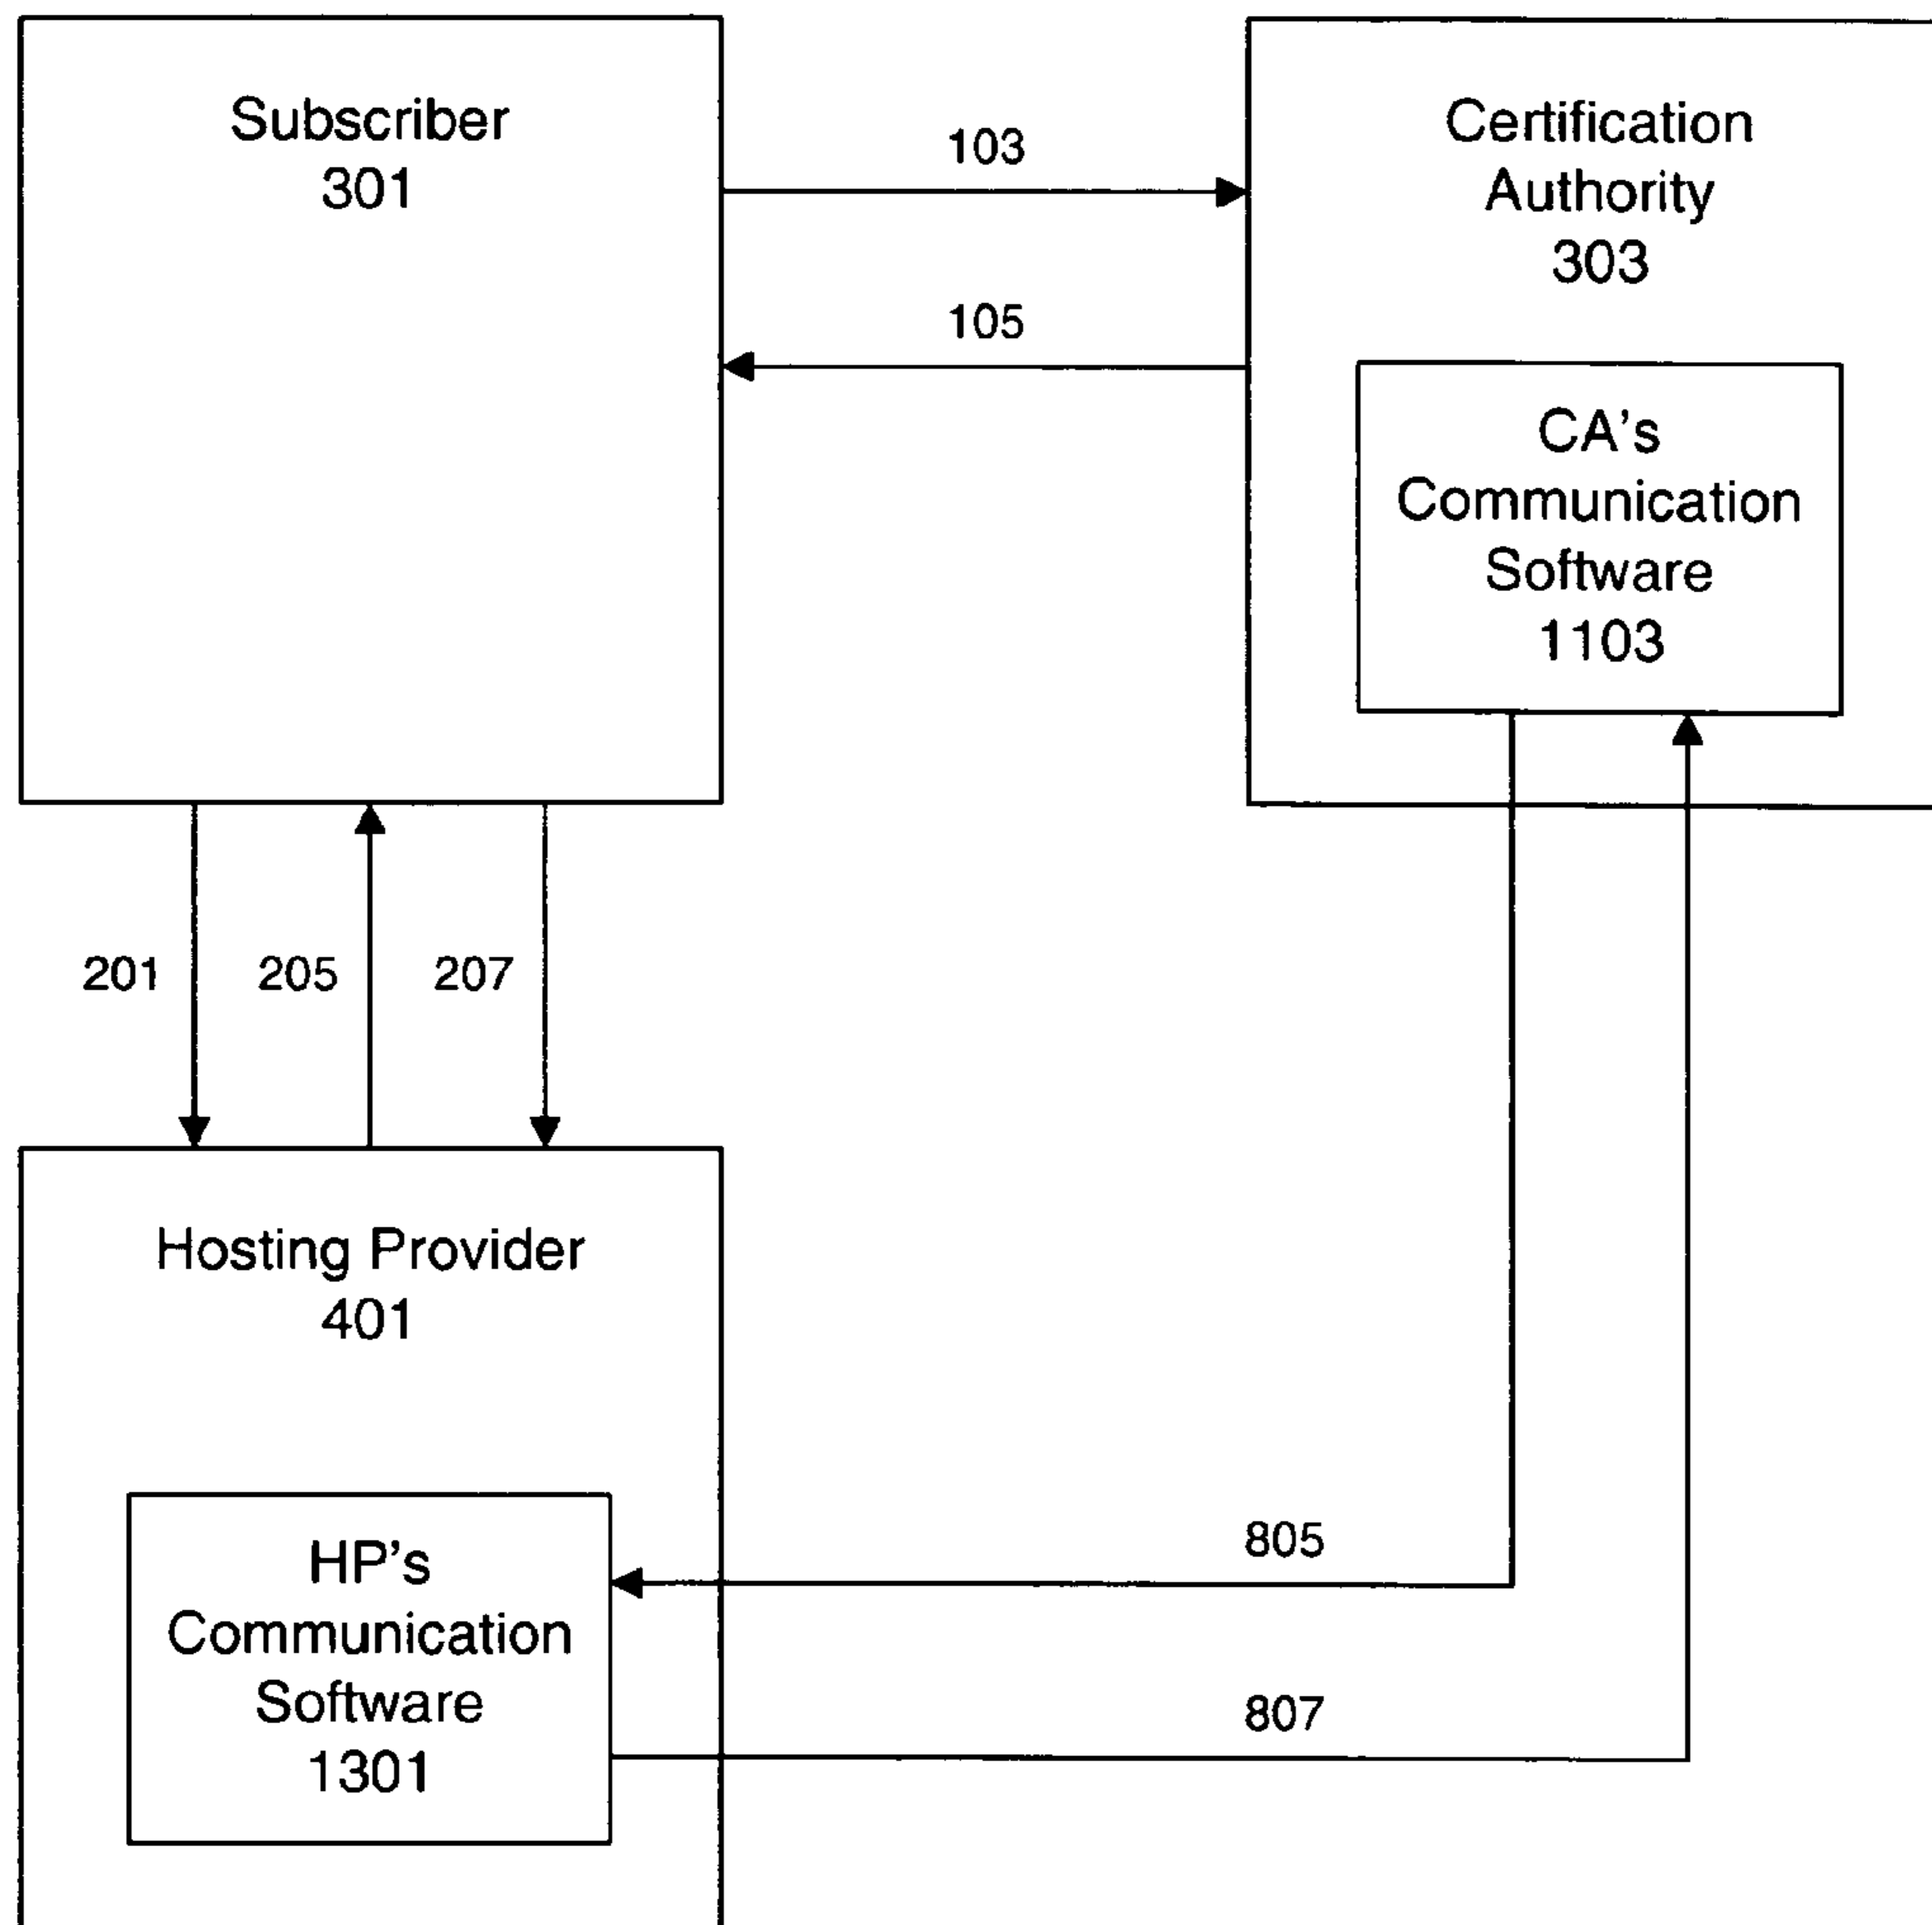 Subscriber
301
103
105
Certification
Authority
303
CA's
Communication
Software
1103
201
205
207
Hosting Provider
401
HP's
Communication
Software
1301
805
807